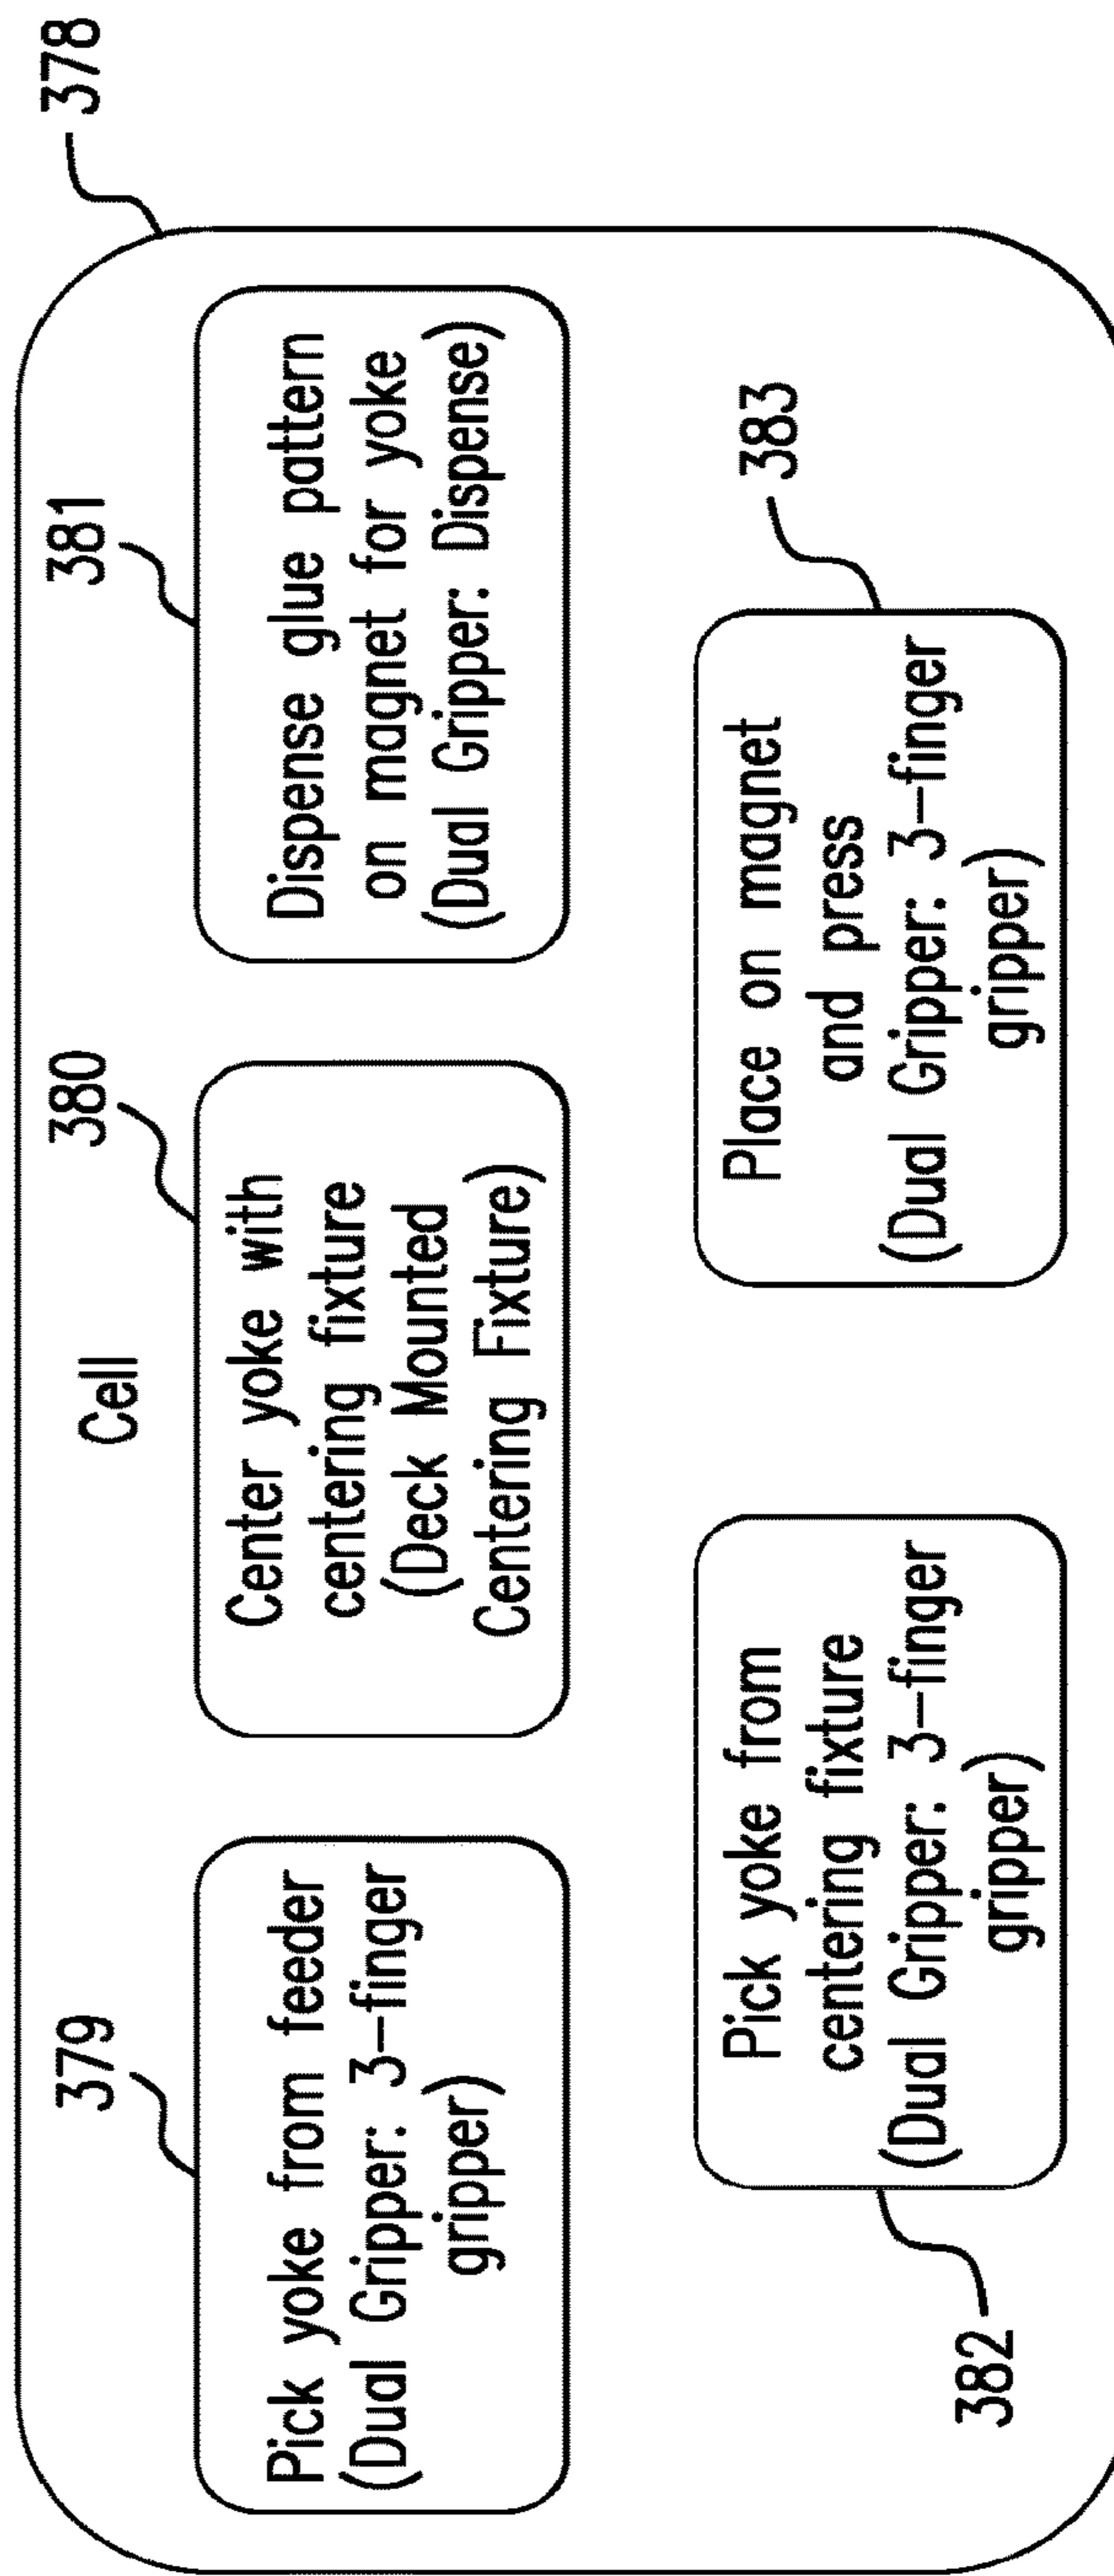 378
Cell
379
Pick yoke from feeder
(Dual Gripper: 3-finger
gripper)
380
Center yoke with
centering fixture
(Deck Mounted
Centering Fixture)
381
Dispense glue pattern
on magnet for yoke
(Dual Gripper: Dispense)
382
Pick yoke from
centering fixture
(Dual Gripper: 3-finger
gripper)
383
Place on magnet
and press
(Dual Gripper: 3-finger
gripper)